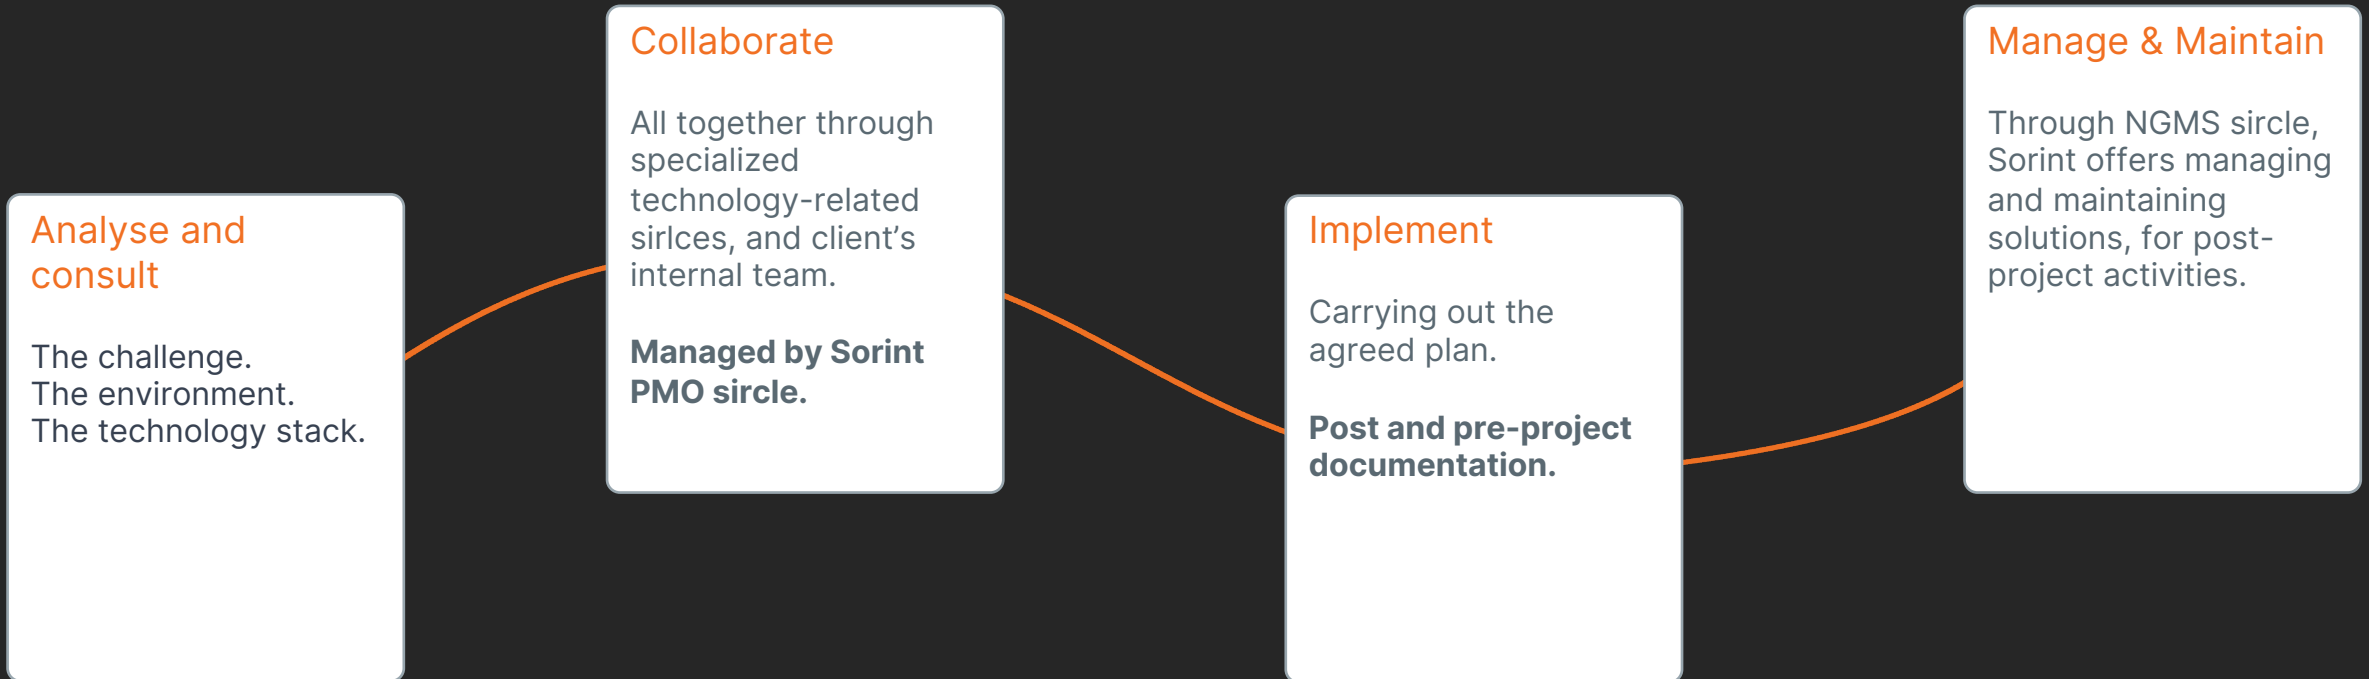 Analyse and
consult
The challenge.
The environment.
The technology stack.
Collaborate
All together through
specialized
technology-related
sirlces, and client’s
internal team.
Managed by Sorint
PMO sircle.
Implement
Carrying out the
agreed plan.
Post and pre-project
documentation.
Manage & Maintain
Through NGMS sircle,
Sorint offers managing
and maintaining
solutions, for post-
project activities.